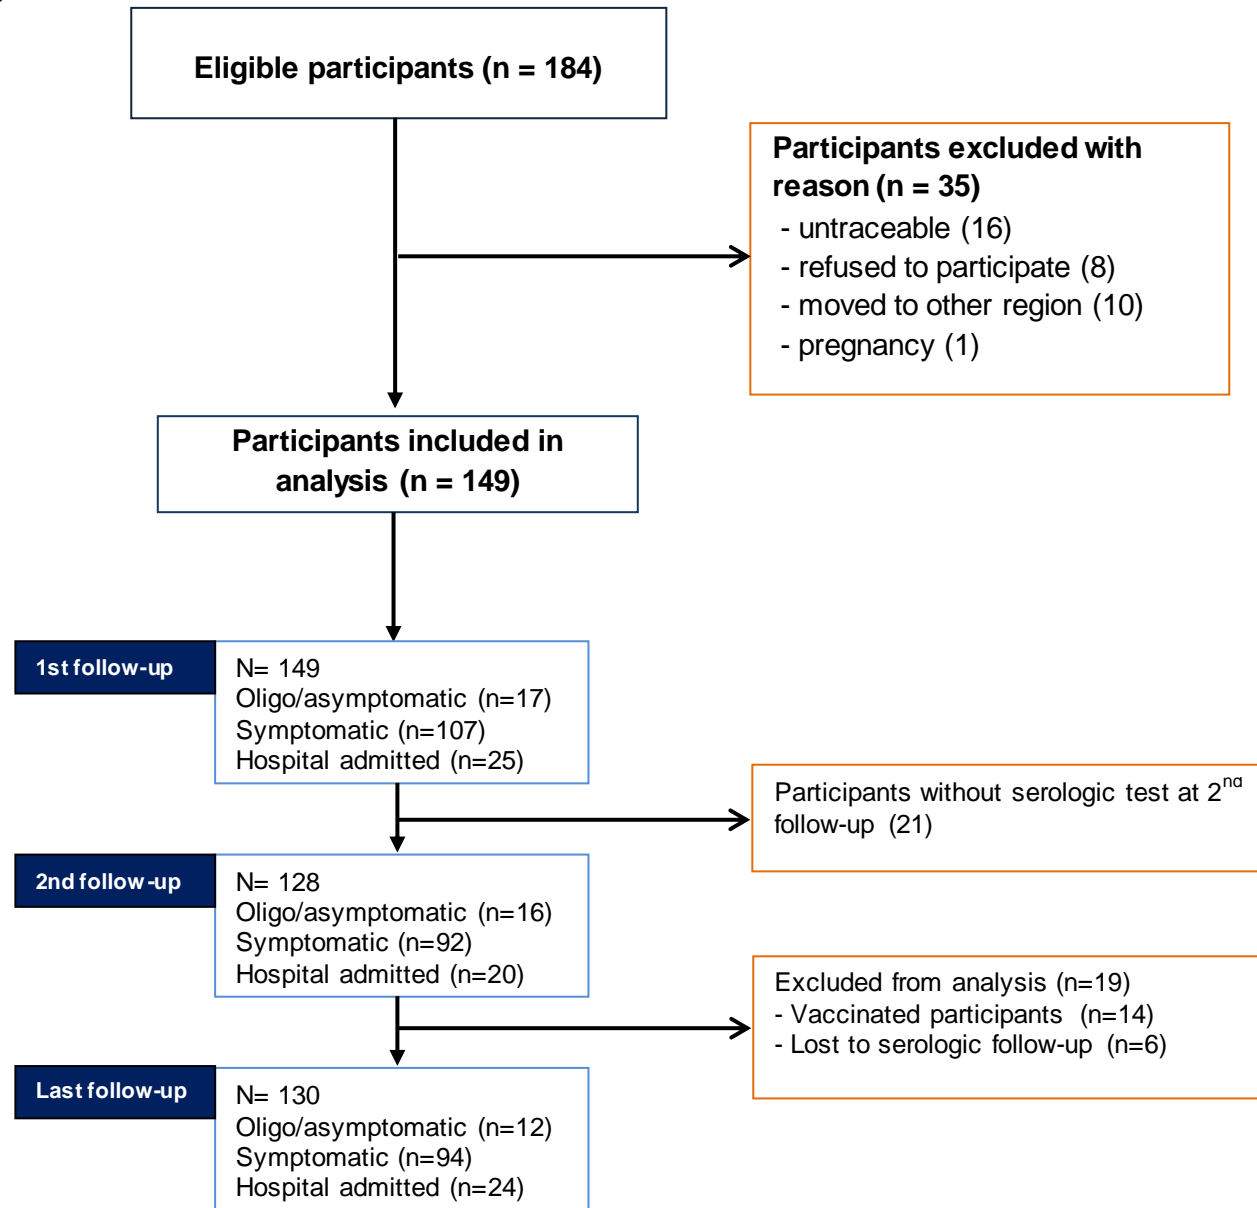 Eligible participants (n = 184)
Participants excluded with
reason (n = 35)
- untraceable (16)
- refused to participate (8)
- moved to other region (10)
- pregnancy (1)
Participants included in
analysis (n = 149)
1st follow-up
N= 149
Oligo/asymptomatic (n=17)
Symptomatic (n=107)
Hospital admitted (n=25)
Participants without serologic test at 2nd
follow-up (21)
2nd follow-up
N= 128
Oligo/asymptomatic (n=16)
Symptomatic (n=92)
Hospital admitted (n=20)
Excluded from analysis (n=19)
- Vaccinated participants (n=14)
- Lost to serologic follow-up (n=6)
Last follow-up
N= 130
Oligo/asymptomatic (n=12)
Symptomatic (n=94)
Hospital admitted (n=24)